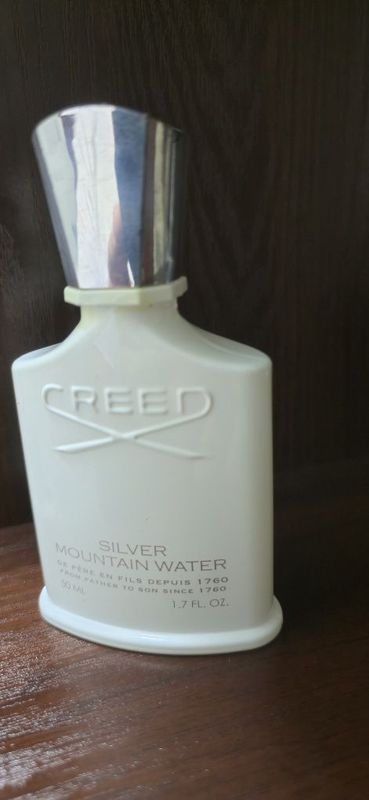 CREED
SILVER
MOUNTAIN WATER
DE PÈRE EN FILS DEPUIS 1760
FROM FATHER TO SON SINCE 1760
50 ML
1.7 FL. OZ.